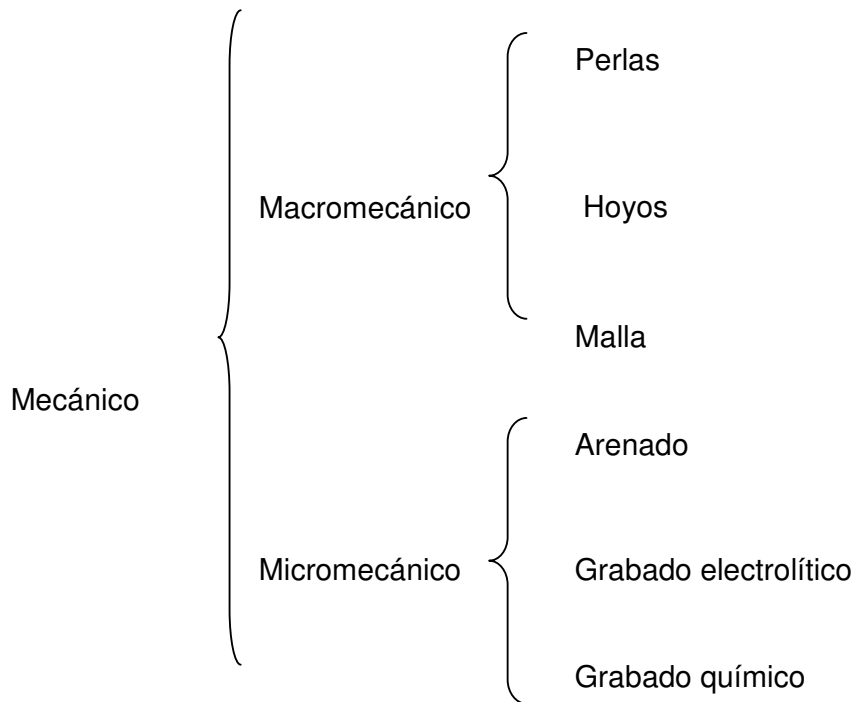 Perlas
Macromecánico
Hoyos
Malla
Mecánico
Arenado
Micromecánico
Grabado electrolítico
Grabado químico